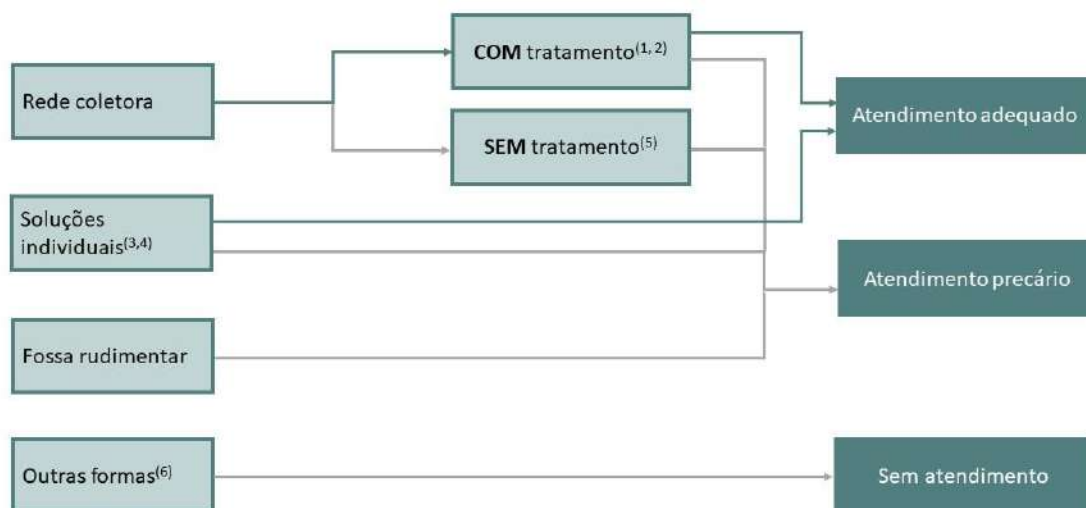 COM tratamento(1, 2)
Rede coletora
Atendimento adequado
SEM tratamento(5)
Soluções
individuais(3,4)
Atendimento precário
Fossa rudimentar
Outras formas(6)
Sem atendimento